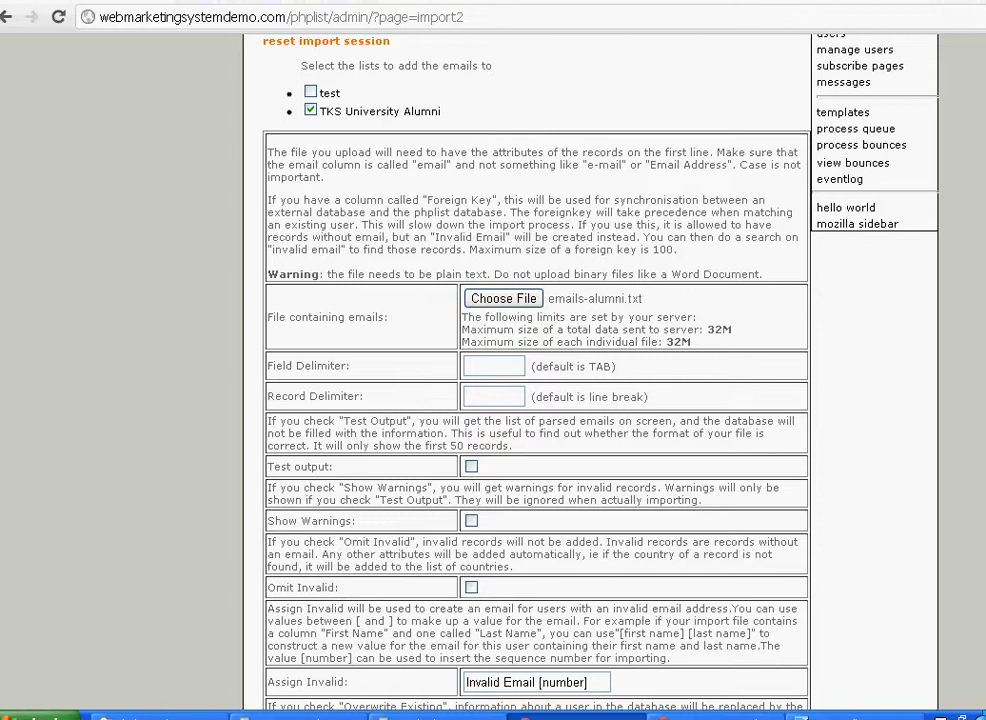 webmarketingsystemdemo.com/phplist/admin/?page=import2
reset import session
Select the lists to add the emails to
test
TKS University Alumni
The file you upload will need to have the attributes of the records on the first line. Make sure that
the email column is called "email" and not something like "e-mail" or "Email Address". Case is not
important.
If you have a column called "Foreign Key", this will be used for synchronisation between an
external database and the phplist database. The foreignkey will take precedence when matching
an existing user. This will slow down the import process. If you use this, it is allowed to have
records without email, but an "Invalid Email" will be created instead. You can then do a search on
"invalid email" to find those records. Maximum size of a foreign key is 100.
Warning: the file needs to be plain text. Do not upload binary files like a Word Document.
File containing emails:
Choose File emails-alumni.txt
The following limits are set by your server:
Maximum size of a total data sent to server: 32M
Maximum size of each individual file: 32M
Field Delimiter:
(default is TAB)
Record Delimiter:
(default is line break)
If you check "Test Output", you will get the list of parsed emails on screen, and the database will
not be filled with the information. This is useful to find out whether the format of your file is
correct. It will only show the first 50 records.
Test output:
If you check "Show Warnings", you will get warnings for invalid records. Warnings will only be
shown if you check "Test Output". They will be ignored when actually importing.
Show Warnings:
If you check "Omit Invalid", invalid records will not be added. Invalid records are records without
an email. Any other attributes will be added automatically, ie if the country of a record is not
found, it will be added to the list of countries.
Omit Invalid:
Assign Invalid will be used to create an email for users with an invalid email address.You can use
values between [ and ] to make up a value for the email. For example if your import file contains
a column "First Name" and one called "Last Name", you can use"[first name] [last name]" to
construct a new value for the email for this user containing their first name and last name.The
value [number] can be used to insert the sequence number for importing.
Assign Invalid:
Invalid Email [number]
If you check "Overwrite Existing", information about a user in the database will be replaced by the
users
manage users
subscribe pages
messages
templates
process queue
process bounces
view bounces
eventlog
hello world
mozilla sidebar